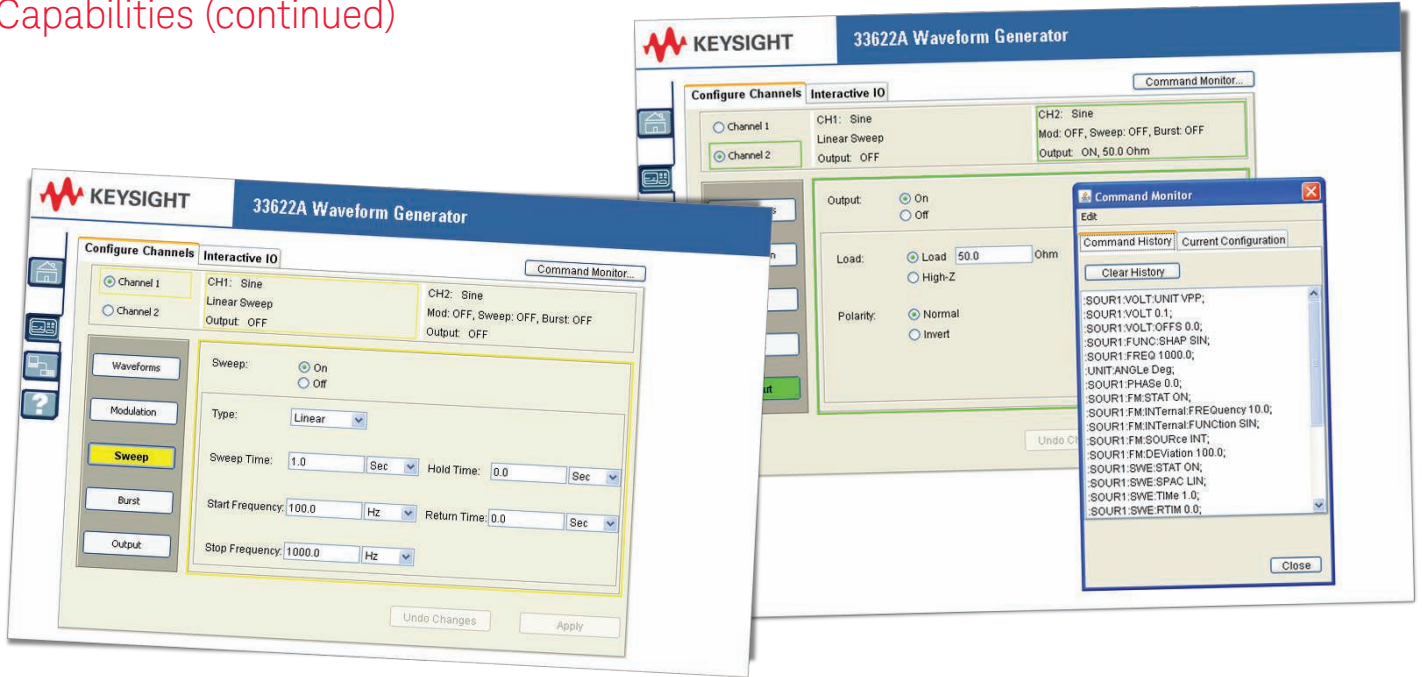 Capabilities (continued)
KEYSIGHT
33622A Waveform Generator
Configure Channels Interactive IO
Command Monitor...
Channel 1
Channel 2
CH1: Sine
Linear Sweep
Output: OFF
CH2: Sine
Mod: OFF, Sweep: OFF, Burst: OFF
Output: OFF
Waveforms
Modulation
Sweep
Burst
Output
Sweep:
On
Off
Type:
Linear
Sweep Time: 1.0 Sec
Hold Time: 0.0 Sec
Start Frequency: 100.0 Hz
Return Time: 0.0 Sec
Stop Frequency: 1000.0 Hz
Undo Changes
Apply
KEYSIGHT
33622A Waveform Generator
Configure Channels Interactive IO
Command Monitor...
Channel 1
Channel 2
CH1: Sine
Linear Sweep
Output: OFF
CH2: Sine
Mod: OFF, Sweep: OFF, Burst: OFF
Output: ON, 50.0 Ohm
Output:
On
Off
Load:
Load 50.0 Ohm
High-Z
Polarity:
Normal
Invert
Command Monitor
Edit
Command History Current Configuration
Clear History
:SOUR1:VOLT:UNIT VPP;
:SOUR1:VOLT 0.1;
:SOUR1:VOLT:OFFS 0.0;
:SOUR1:FUNC:SHAP SIN;
:SOUR1:FREQ 1000.0;
:UNIT:ANGLe Deg;
:SOUR1:PHASe 0.0;
:SOUR1:FM:STAT ON;
:SOUR1:FM:INTernal:FREQuency 10.0;
:SOUR1:FM:INTernal:FUNCtion SIN;
:SOUR1:FM:SOURce INT;
:SOUR1:FM:DEViation 100.0;
:SOUR1:SWE:STAT ON;
:SOUR1:SWE:SPAC LIN;
:SOUR1:SWE:TIMe 1.0;
:SOUR1:SWE:RTIM 0.0;
Close
Undo